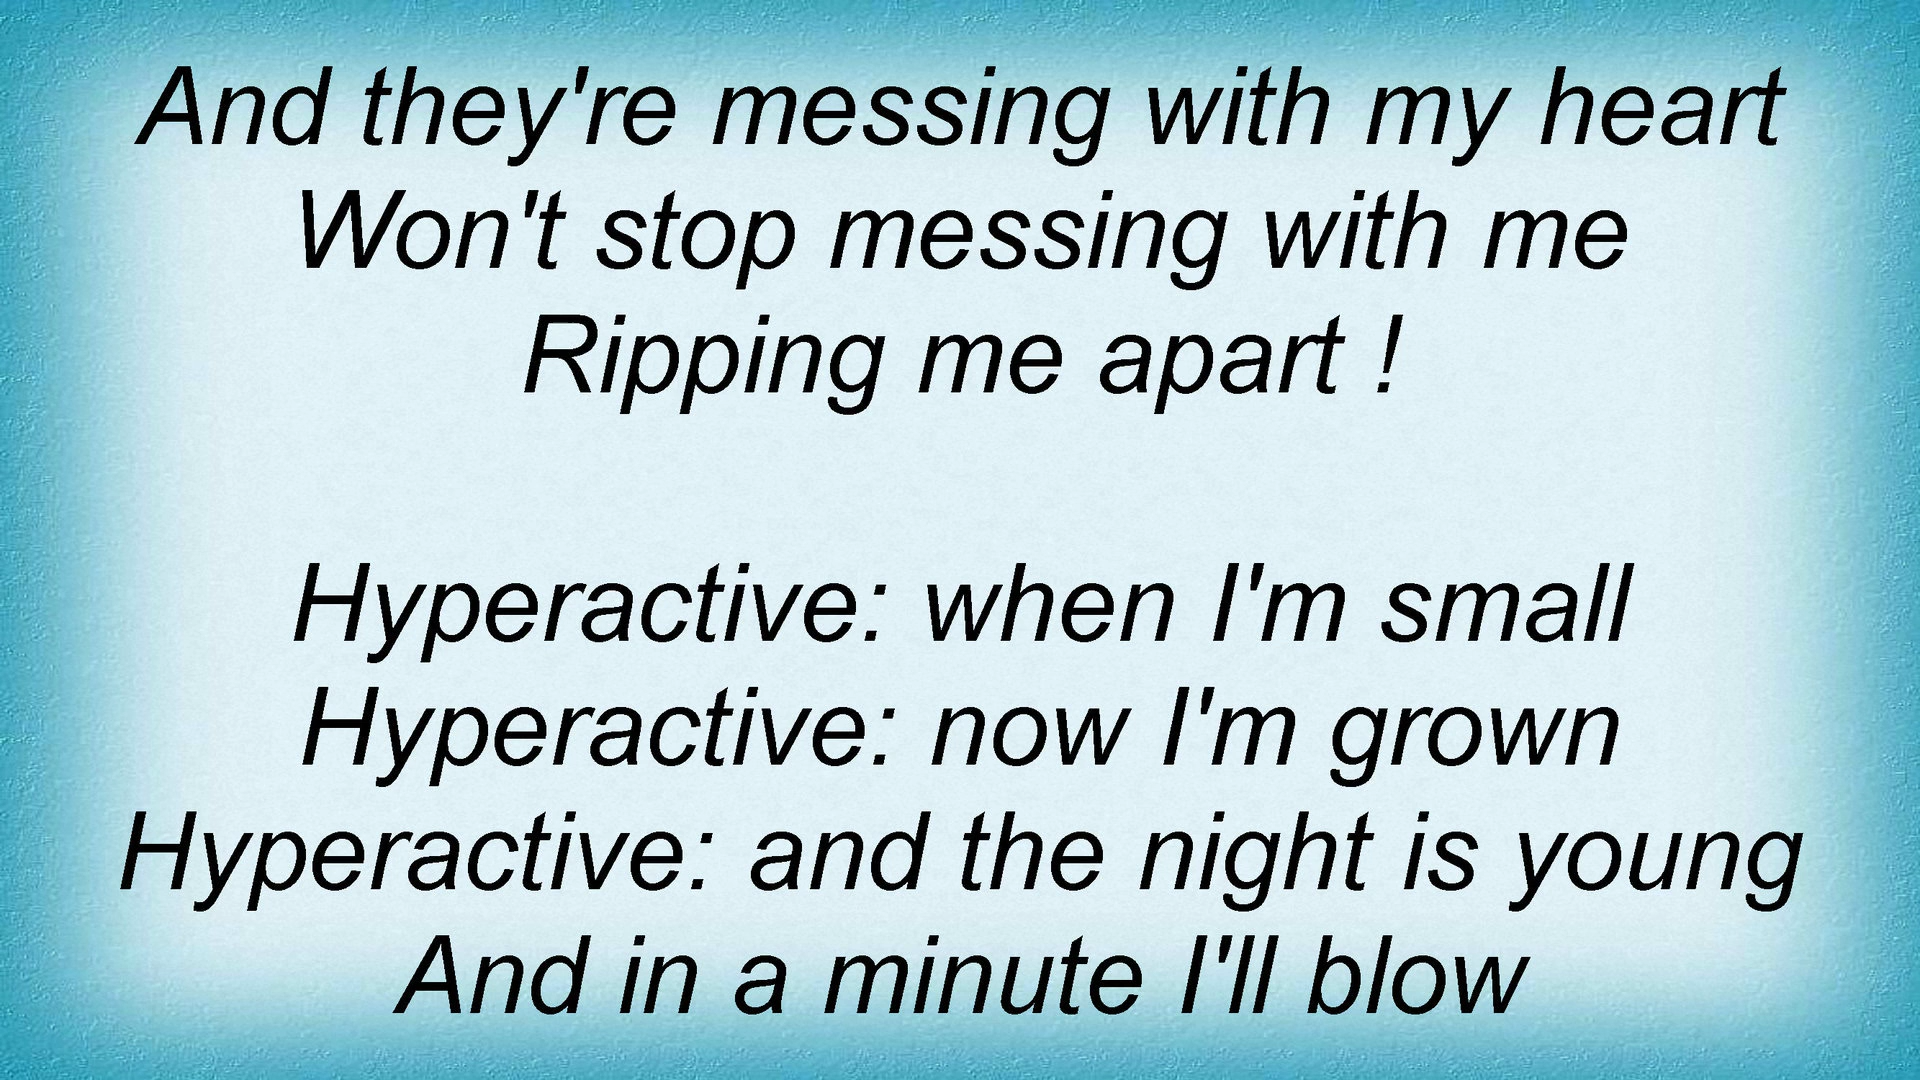 And they're messing with my heart
Won't stop messing with me
Ripping me apart !
Hyperactive: when I'm small
Hyperactive: now I'm grown
Hyperactive: and the night is young
And in a minute I'll blow